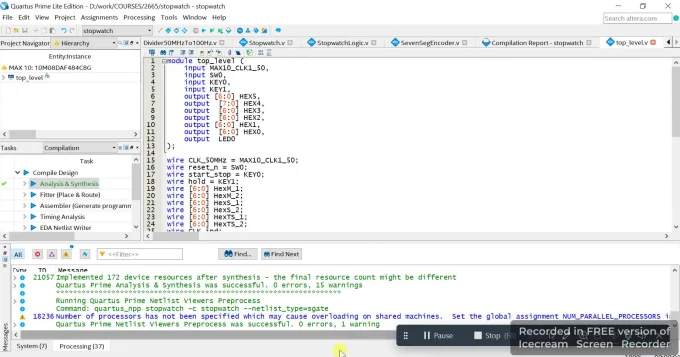 Quartus Prime Lite Edition - D:/work/COURSES/2665/stopwatch - stopwatch
File Edit View Project Assignments Processing Tools Window Help
Search altera.com
stopwatch
Project Navigator Hierarchy
Divider50MHzTo100Hz.v
Stopwatch.v
StopwatchLogic.v
SevenSegEncoder.v
Compilation Report - stopwatch
top_level.v
Entity:Instance
MAX 10: 10M08DAF484C8G
top_level
1 module top_level (
2 input MAX10_CLK1_50,
3 input SW0,
4 input KEY0,
5 input KEY1,
6 output [6:0] HEX5,
7 output [7:0] HEX4,
8 output [6:0] HEX3,
9 output [6:0] HEX2,
10 output [6:0] HEX1,
11 output [6:0] HEX0,
12 output LED0
13 );
15 wire CLK_50MHz = MAX10_CLK1_50;
16 wire reset_n = SW0;
17 wire start_stop = KEY0;
18 wire hold = KEY1;
19 wire [6:0] HexM_1;
20 wire [6:0] HexM_2;
21 wire [6:0] HexS_1;
22 wire [6:0] HexS_2;
23 wire [6:0] HexTS_1;
24 wire [6:0] HexTS_2;
25 wire CLK_ind;
Tasks Compilation
Task
Compile Design
Analysis & Synthesis
Fitter (Place & Route)
Assembler (Generate programm
Timing Analysis
EDA Netlist Writer
All
<<Filter>>
Find...
Find Next
Type ID Message
21057 Implemented 172 device resources after synthesis - the final resource count might be different
Quartus Prime Analysis & Synthesis was successful. 0 errors, 15 warnings
*******************************************************************
Running Quartus Prime Netlist Viewers Preprocess
Command: quartus_npp stopwatch -c stopwatch --netlist_type=sgate
18236 Number of processors has not been specified which may cause overloading on shared machines. Set the global assignment NUM_PARALLEL_PROCESSORS i
Quartus Prime Netlist Viewers Preprocess was successful. 0 errors, 1 warning
Messages
System (7)
Processing (37)
Pause
Stop
Recorded in FREE version of
Icecream Screen Recorder